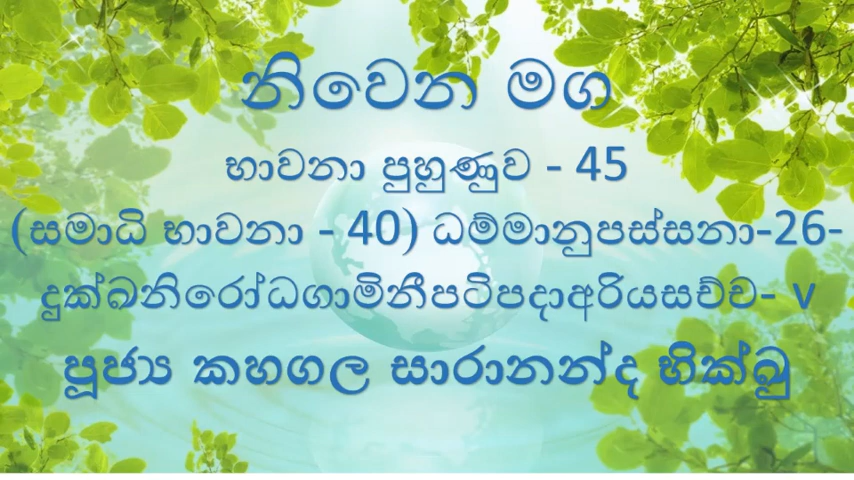 නිවෙන මග
භාවනා පුහුණුව - 45
(සමාධි භාවනා - 40) ධම්මානුපස්සනා-26-
දුක්ඛනිරෝධගාමිනීපටිපදාඅරියසච්ච- v
පූජ්‍ය කහගල සාරානන්ද භික්ඛු